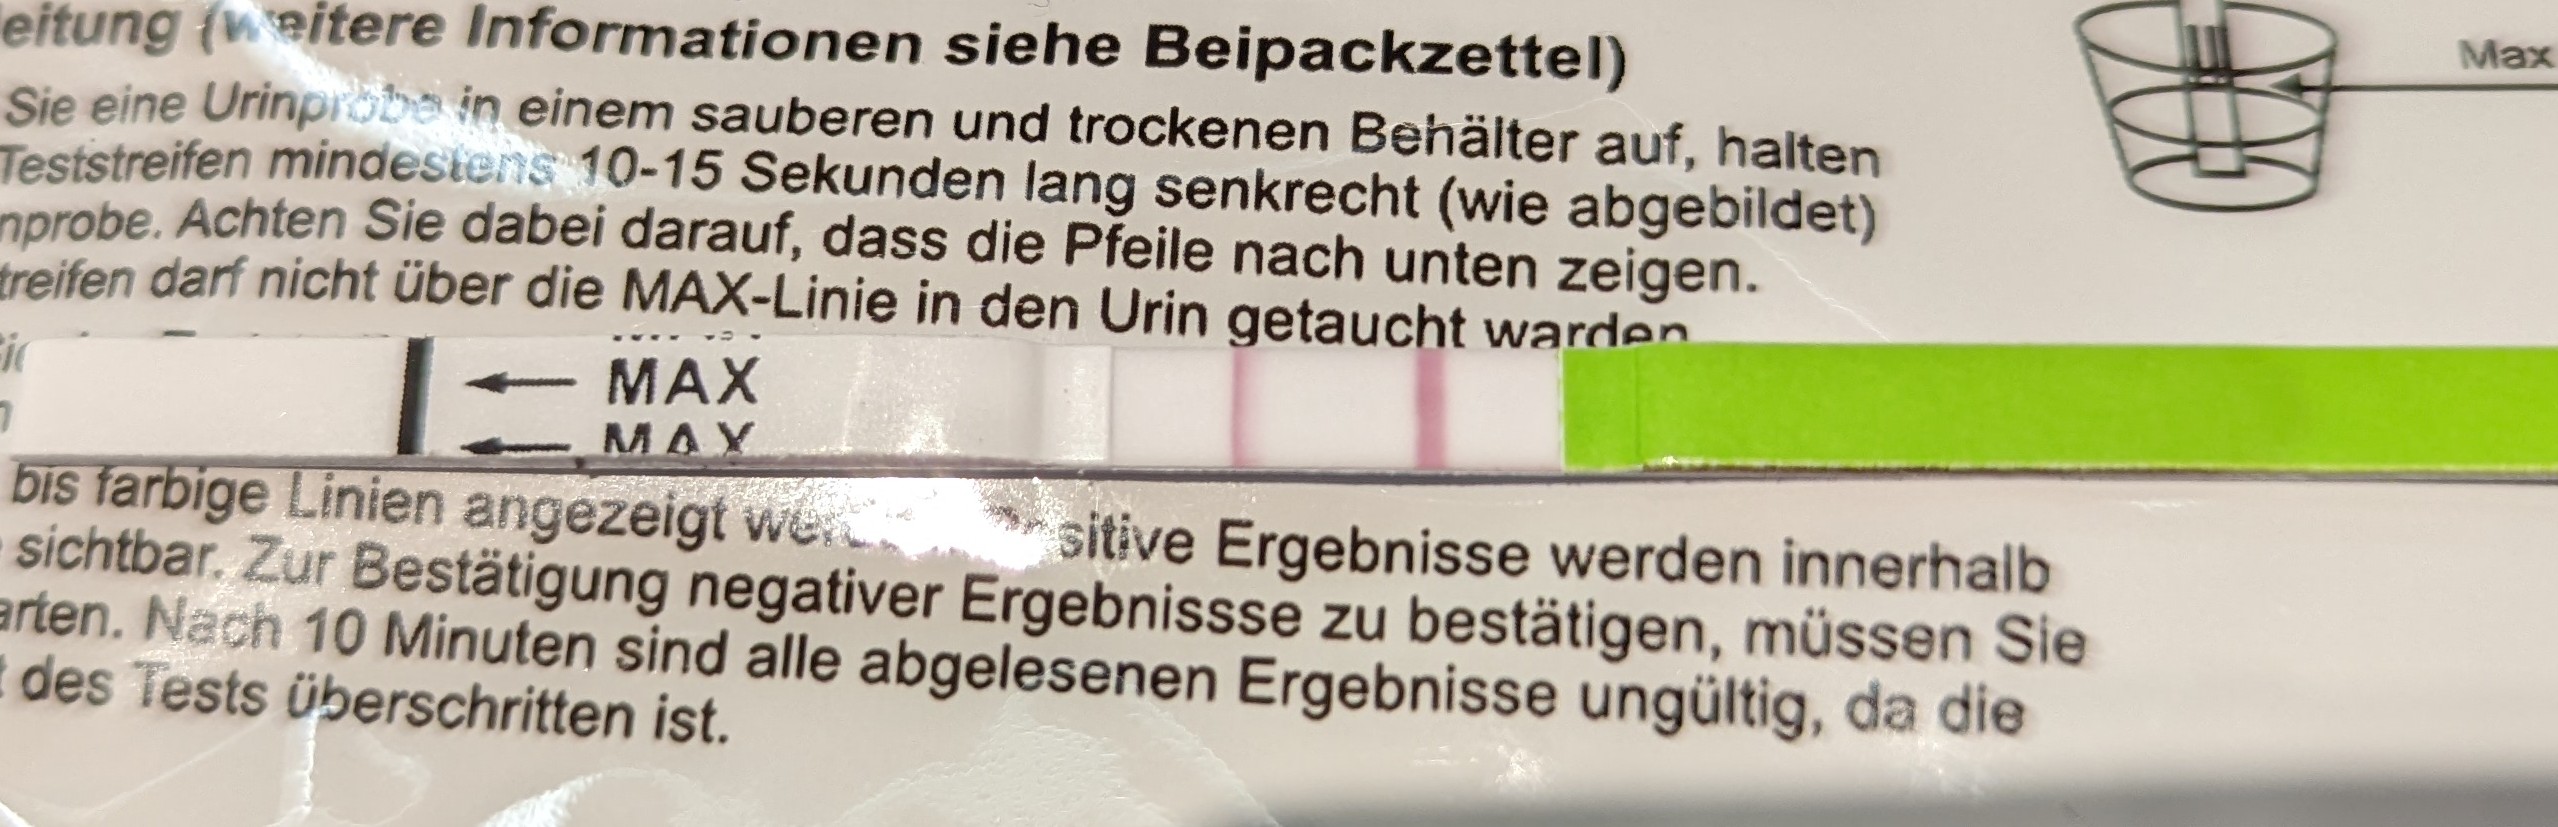 eitung (weitere Informationen siehe Beipackzettel)
Max
Sie eine Urinprobe in einem sauberen und trockenen Behälter auf, halten
Teststreifen mindestens 10-15 Sekunden lang senkrecht (wie abgebildet)
nprobe. Achten Sie dabei darauf, dass die Pfeile nach unten zeigen.
treifen darf nicht über die MAX-Linie in den Urin getaucht warden
MAX
MAX
bis farbige Linien angezeigt sitive Ergebnisse werden innerhalb
sichtbar. Zur Bestätigung negativer Ergebnissse zu bestätigen, müssen Sie
arten. Nach 10 Minuten sind alle abgelesenen Ergebnisse ungültig, da die
des Tests überschritten ist.